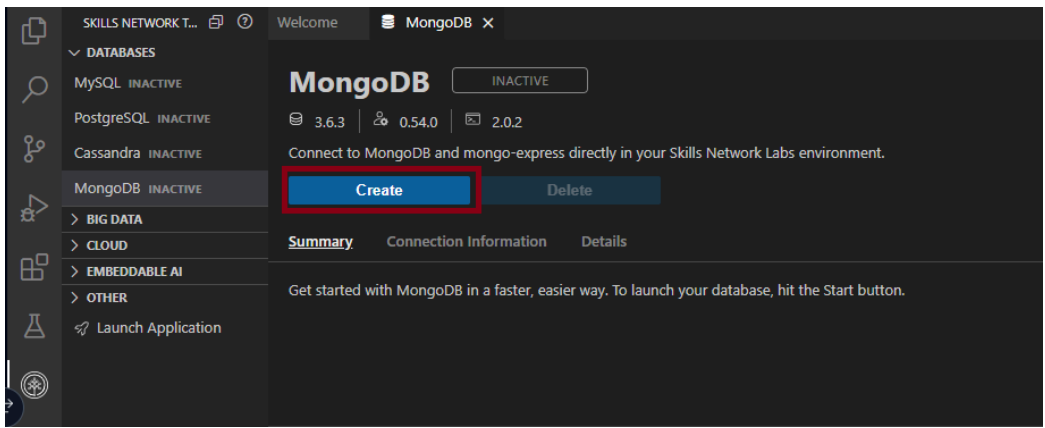 SKILLS NETWORK T...
Welcome
MongoDB
DATABASES
MySQL INACTIVE
PostgreSQL INACTIVE
Cassandra INACTIVE
MongoDB INACTIVE
BIG DATA
CLOUD
EMBEDDABLE AI
OTHER
Launch Application
MongoDB INACTIVE
3.6.3 0.54.0 2.0.2
Connect to MongoDB and mongo-express directly in your Skills Network Labs environment.
Create Delete
Summary Connection Information Details
Get started with MongoDB in a faster, easier way. To launch your database, hit the Start button.